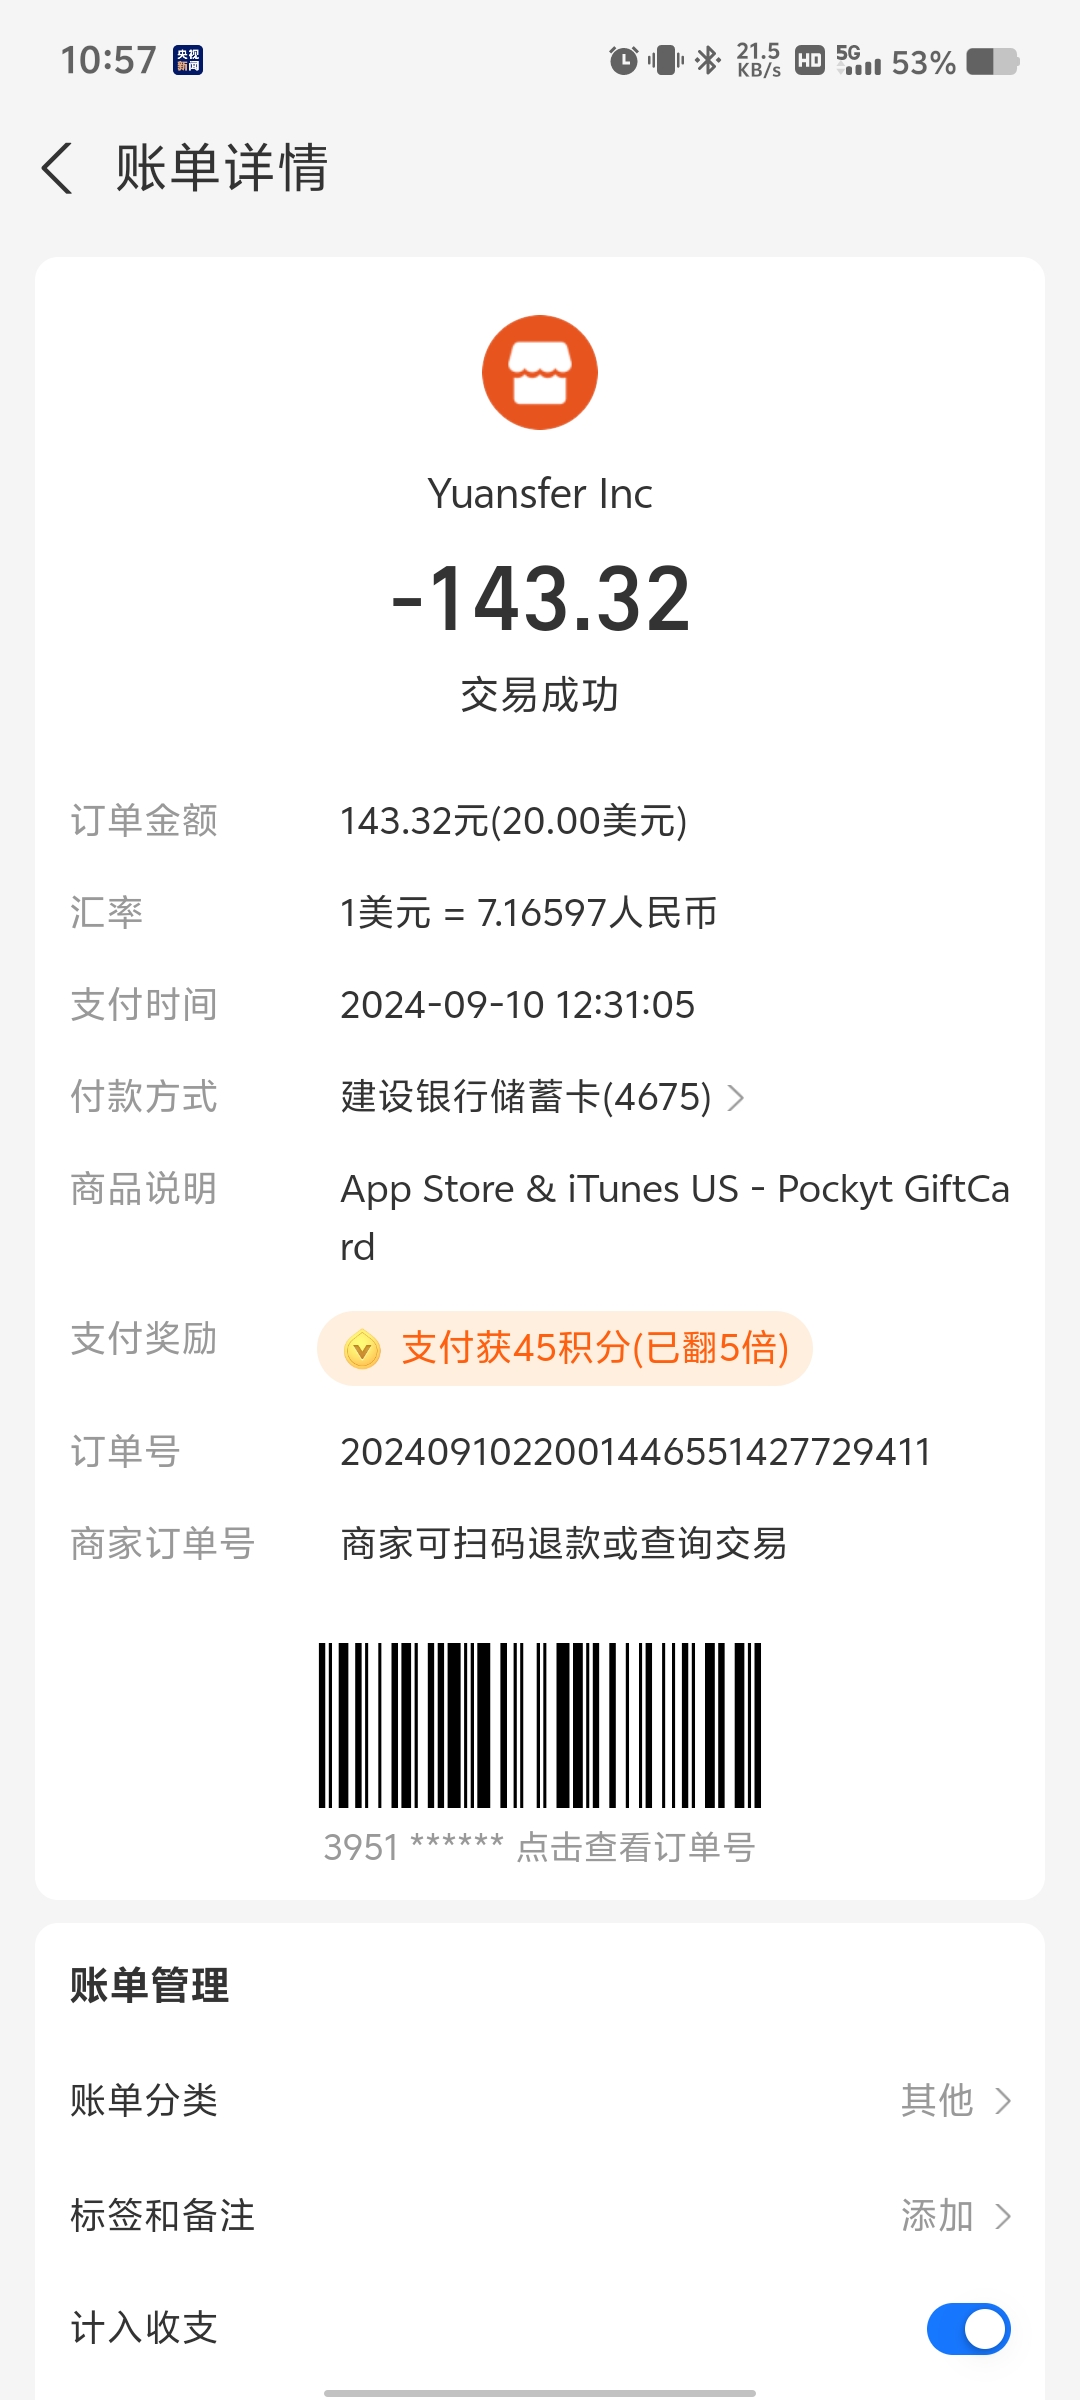 10:57 央视新闻 21.5 KB/s HD 5G 53%
账单详情
Yuansfer Inc
-143.32
交易成功
订单金额 143.32元(20.00美元)
汇率 1美元 = 7.16597人民币
支付时间 2024-09-10 12:31:05
付款方式 建设银行储蓄卡(4675)
商品说明 App Store & iTunes US - Pockyt GiftCa
rd
支付奖励 支付获45积分(已翻5倍)
订单号 2024091022001446551427729411
商家订单号 商家可扫码退款或查询交易
3951 ****** 点击查看订单号
账单管理
账单分类 其他
标签和备注 添加
计入收支